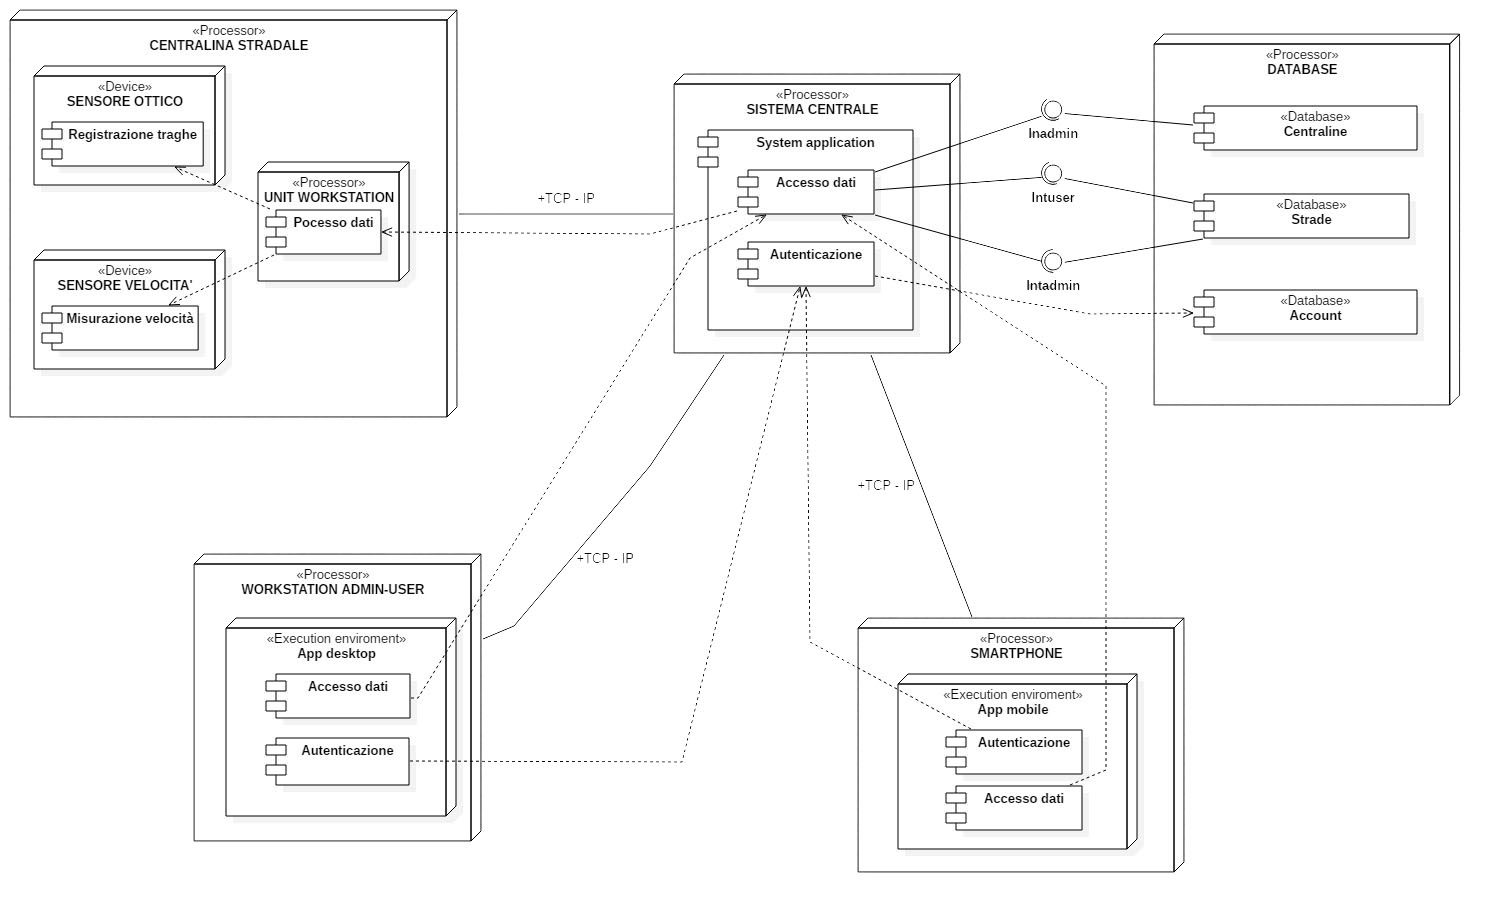 «Processor»
CENTRALINA STRADALE
«Device»
SENSORE OTTICO
Registrazione traghe
«Processor»
UNIT WORKSTATION
Pocesso dati
«Device»
SENSORE VELOCITA'
Misurazione velocità
+TCP - IP
«Processor»
SISTEMA CENTRALE
System application
Accesso dati
Autenticazione
Inadmin
Intuser
Intadmin
«Processor»
DATABASE
«Database»
Centraline
«Database»
Strade
«Database»
Account
+TCP - IP
+TCP - IP
«Processor»
WORKSTATION ADMIN-USER
«Execution enviroment»
App desktop
Accesso dati
Autenticazione
«Processor»
SMARTPHONE
«Execution enviroment»
App mobile
Autenticazione
Accesso dati